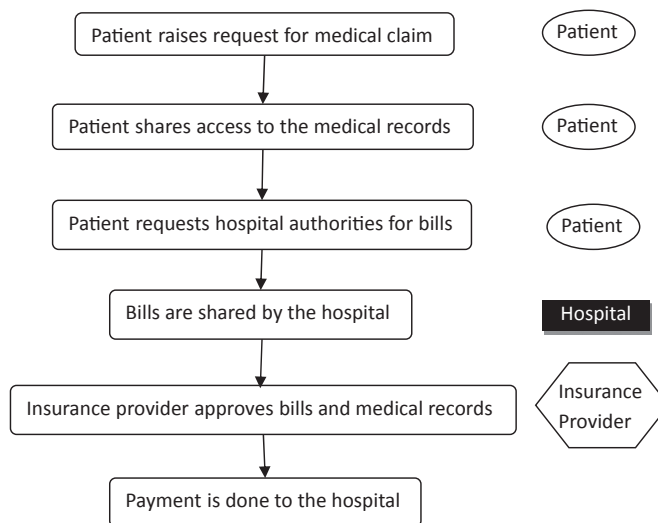 Patient raises request for medical claim
Patient
Patient shares access to the medical records
Patient
Patient requests hospital authorities for bills
Patient
Bills are shared by the hospital
Hospital
Insurance provider approves bills and medical records
Insurance
Provider
Payment is done to the hospital